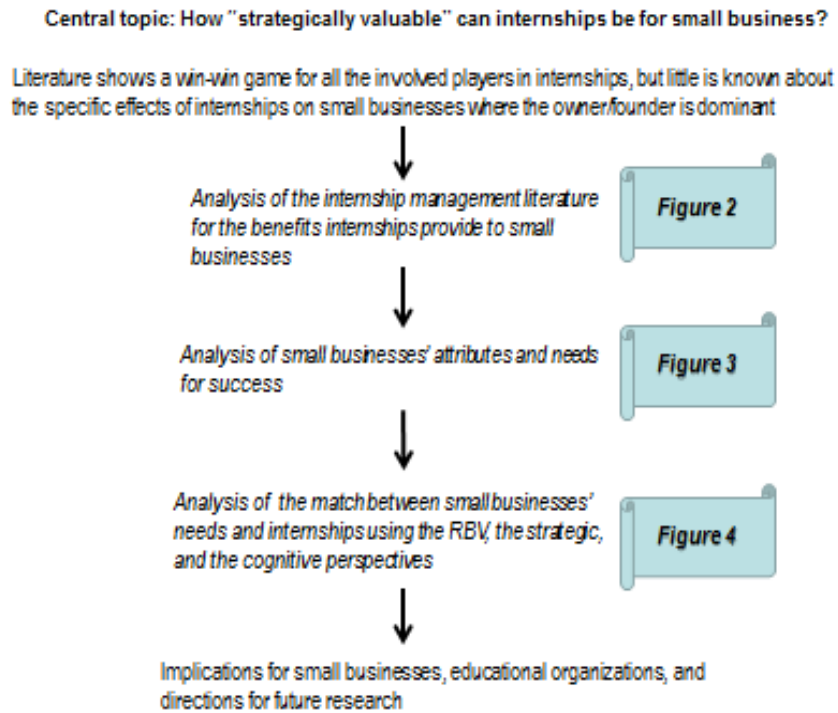 Central topic: How "strategically valuable" can internships be for small business?
Literature shows a win-win game for all the involved players in internships, but little is known about
the specific effects of internships on small businesses where the owner/founder is dominant
Analysis of the internship management literature
for the benefits internships provide to small
businesses
Figure 2
Analysis of small businesses' attributes and needs
for success
Figure 3
Analysis of the match between small businesses'
needs and internships using the RBV, the strategic,
and the cognitive perspectives
Figure 4
Implications for small businesses, educational organizations, and
directions for future research